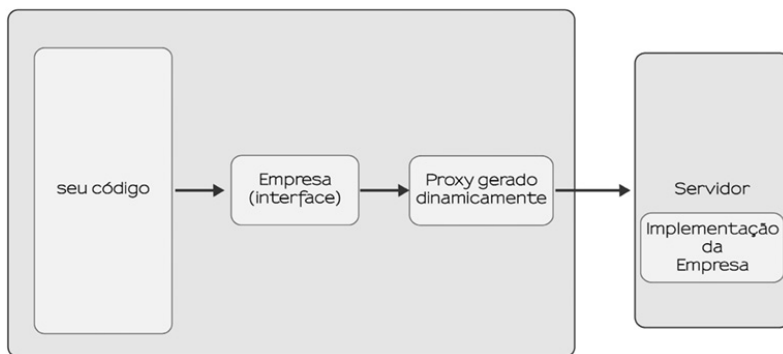 seu código
Empresa
(interface)
Proxy gerado
dinamicamente
Servidor
Implementação
da
Empresa